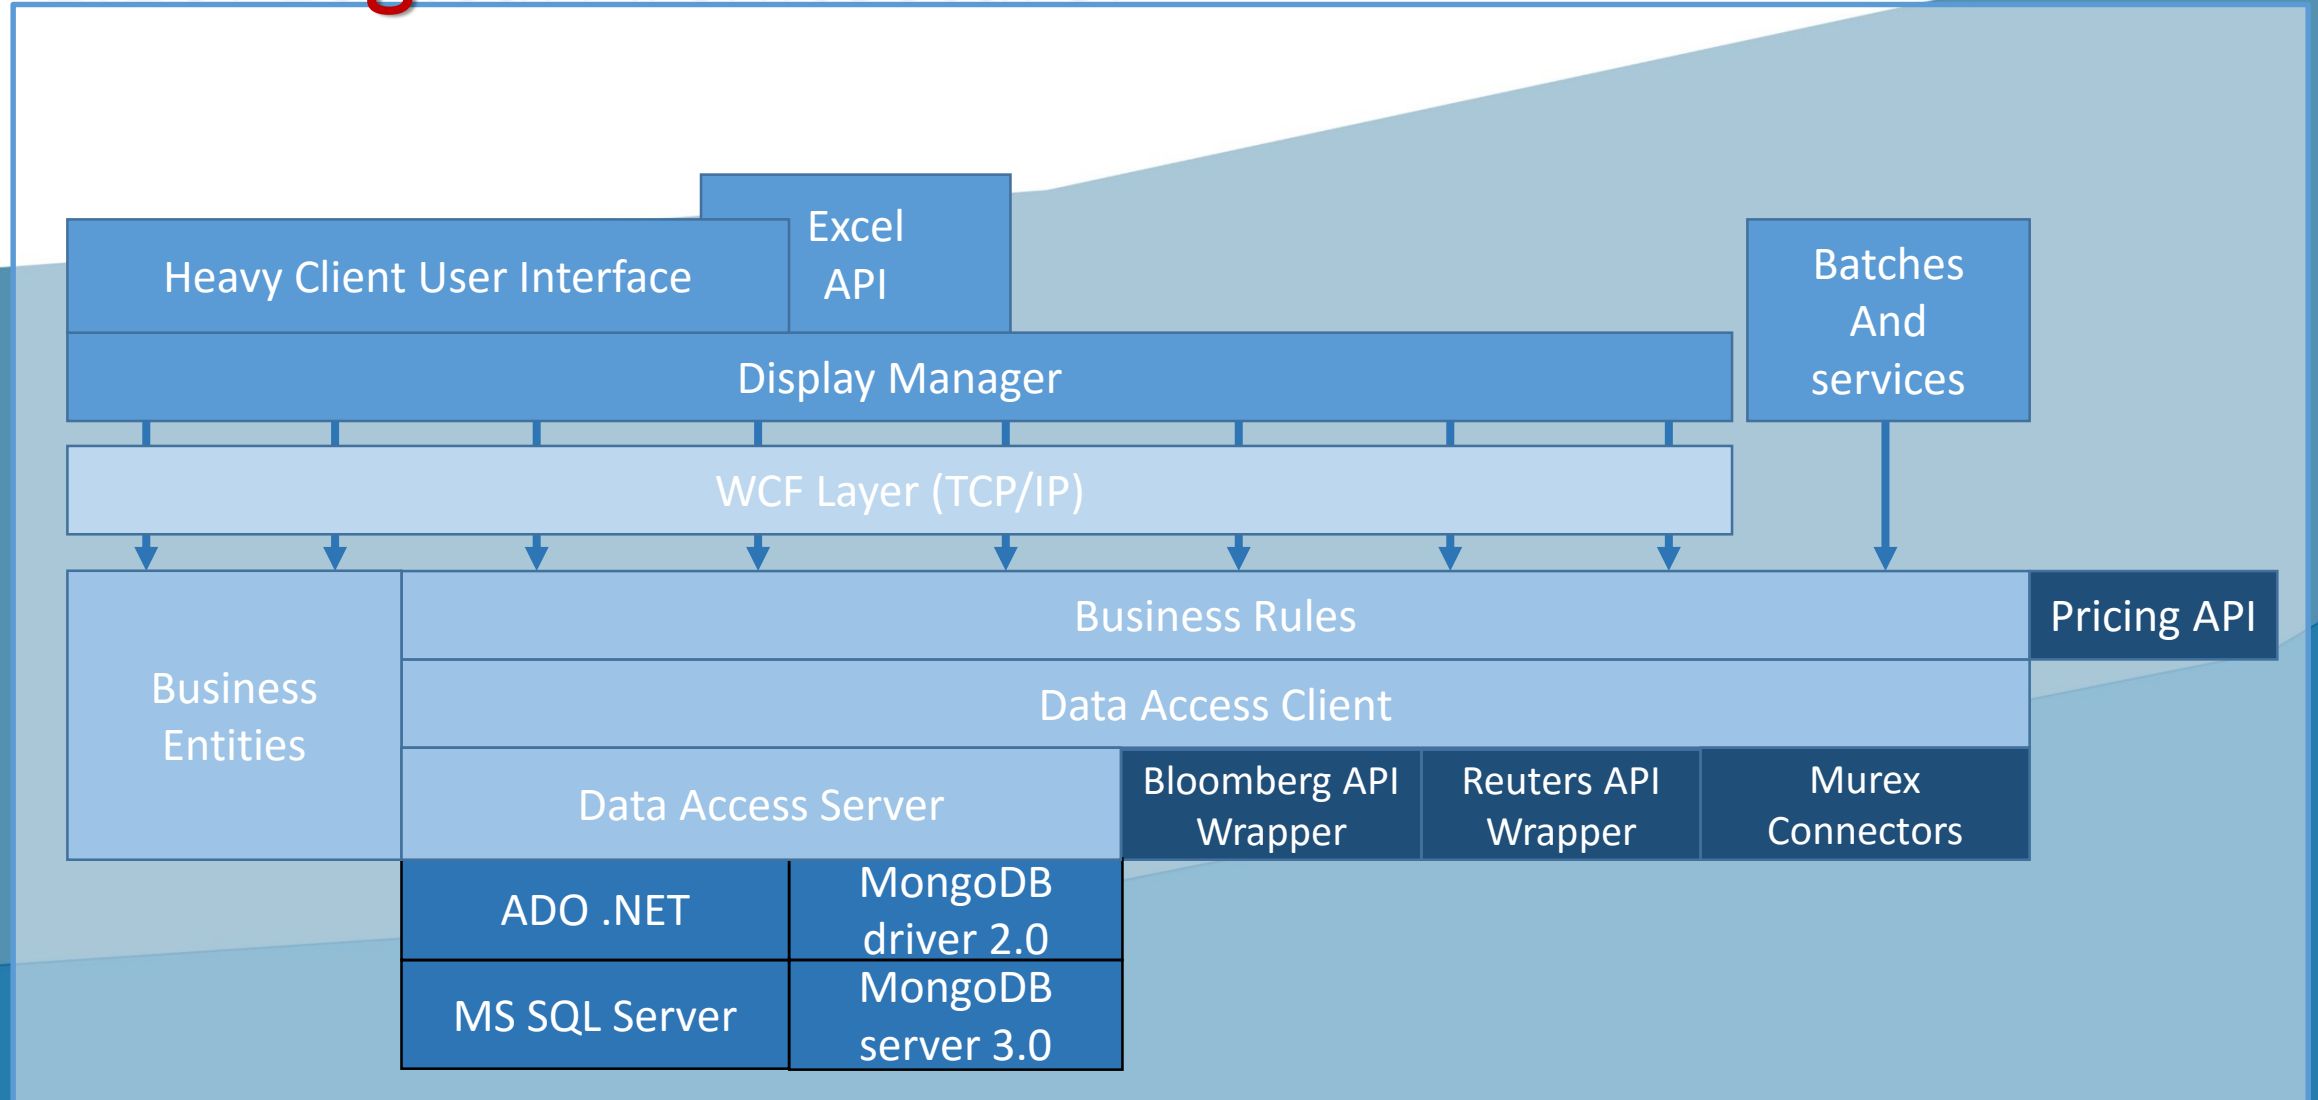 Excel
API
Heavy Client User Interface
Batches
And
services
Display Manager
WCF Layer (TCP/IP)
Business Rules
Pricing API
Business
Entities
Data Access Client
Data Access Server
Bloomberg API
Wrapper
Reuters API
Wrapper
Murex
Connectors
ADO .NET
MongoDB
driver 2.0
MS SQL Server
MongoDB
server 3.0